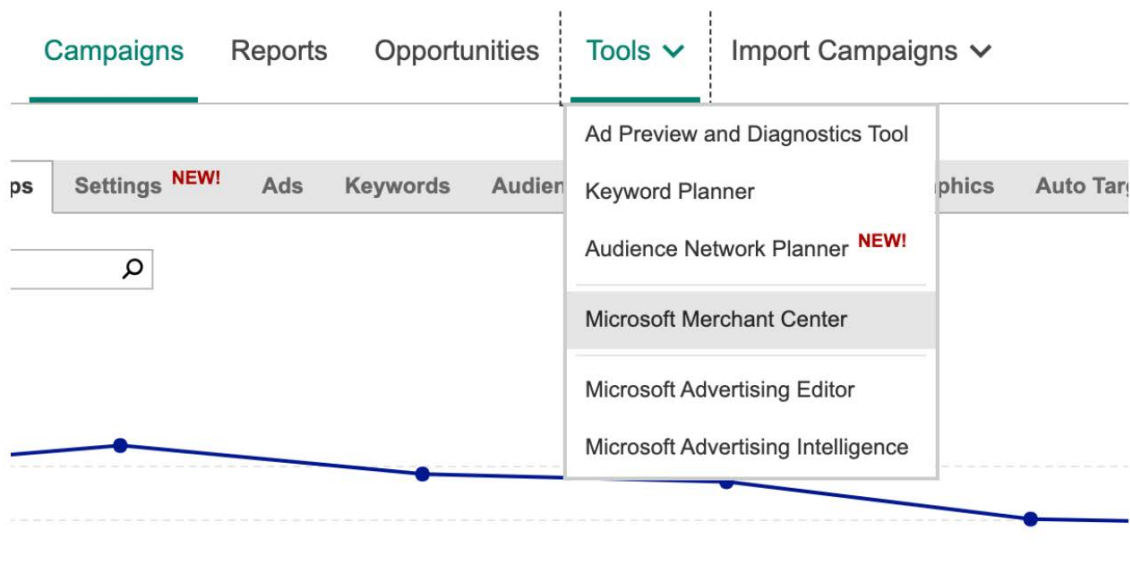 Campaigns Reports Opportunities Tools Import Campaigns
Ad Preview and Diagnostics Tool
Settings NEW! Ads Keywords
Keyword Planner
Audience Network Planner NEW!
Microsoft Merchant Center
Microsoft Advertising Editor
Microsoft Advertising Intelligence